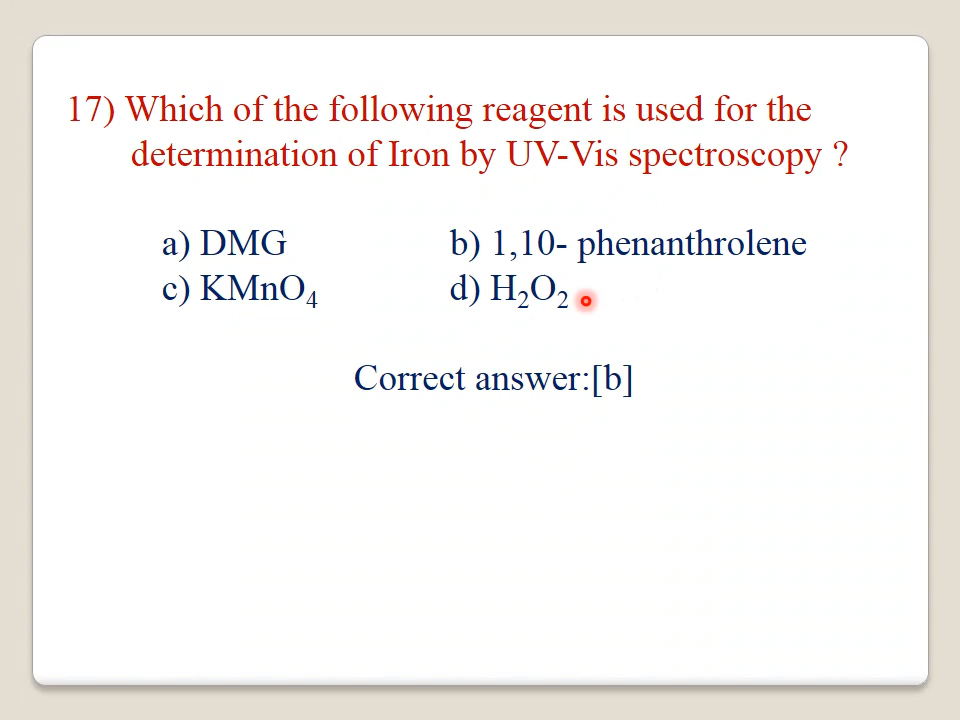 17) Which of the following reagent is used for the
determination of Iron by UV-Vis spectroscopy ?
a) DMG b) 1,10- phenanthrolene
c) KMnO₄ d) H₂O₂
Correct answer:[b]